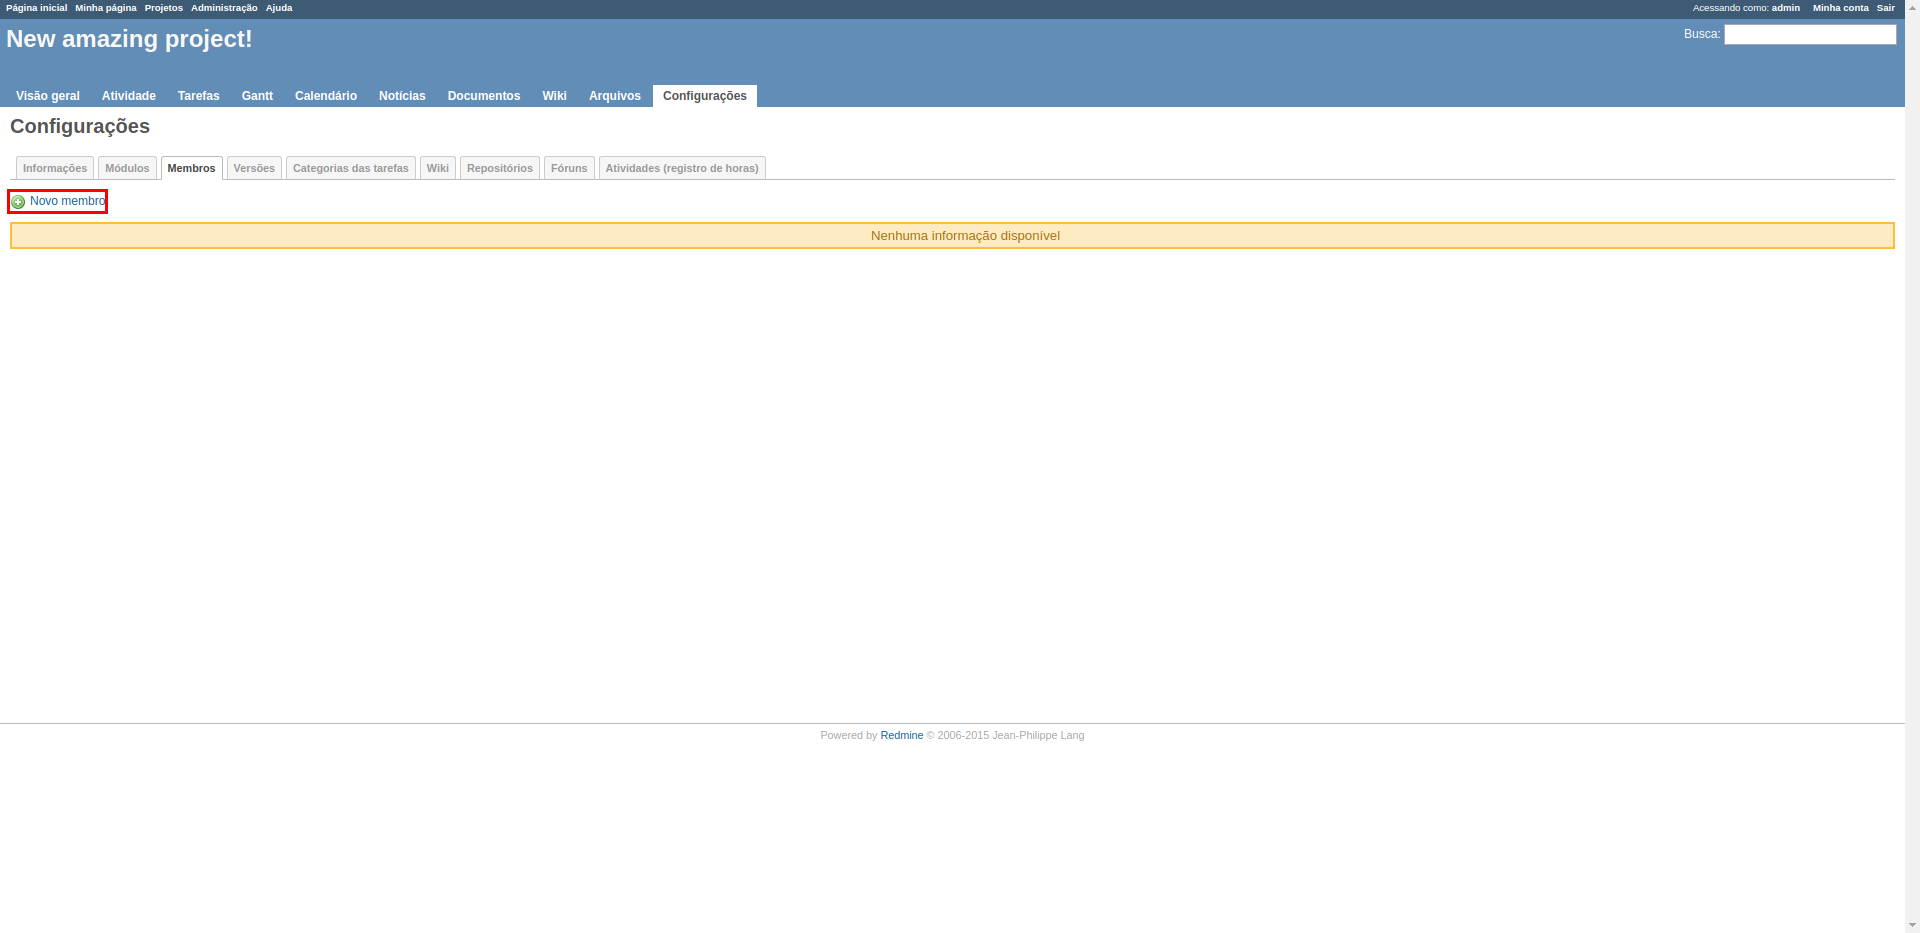 Página inicial Minha página Projetos Administração Ajuda Acessando como: admin Minha conta Sair
New amazing project! Busca:
Visão geral Atividade Tarefas Gantt Calendário Notícias Documentos Wiki Arquivos Configurações
Configurações
Informações Módulos Membros Versões Categorias das tarefas Wiki Repositórios Fóruns Atividades (registro de horas)
Novo membro
Nenhuma informação disponível
Powered by Redmine © 2006-2015 Jean-Philippe Lang